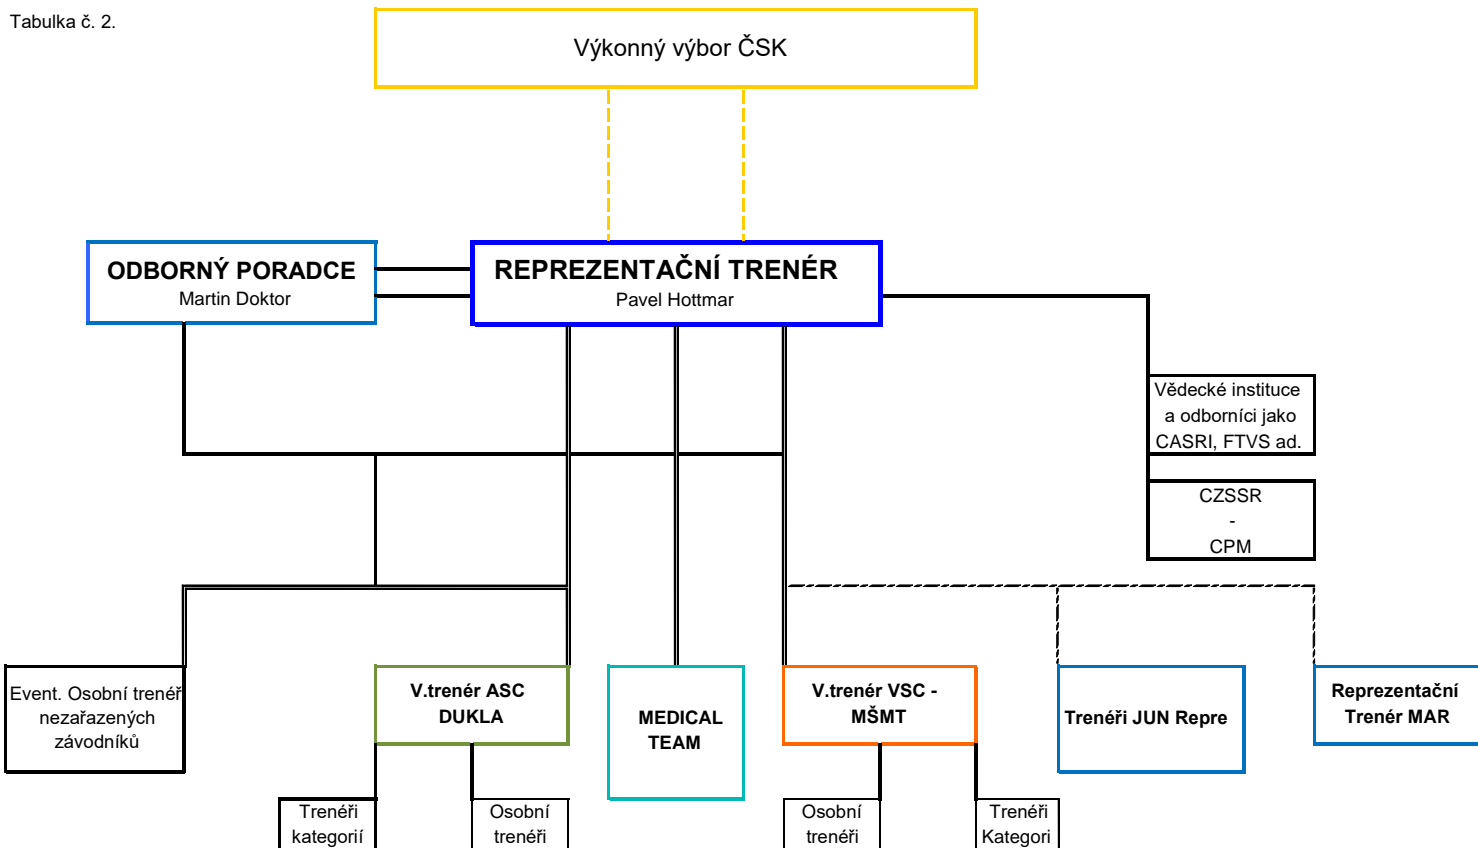 Tabulka č. 2.
Výkonný výbor ČSK
ODBORNÝ PORADCE
Martin Doktor
REPREZENTAČNÍ TRENÉR
Pavel Hottmar
Vědecké instituce
a odborníci jako
CASRI, FTVS ad.
CZSSR
-
CPM
Event. Osobní trenéř
nezařazených
závodníků
V.trenér ASC
DUKLA
MEDICAL
TEAM
V.trenér VSC -
MŠMT
Trenéři JUN Repre
Reprezentační
Trenér MAR
Trenéři
kategorií
Osobní
trenéři
Osobní
trenéři
Trenéři
Kategori